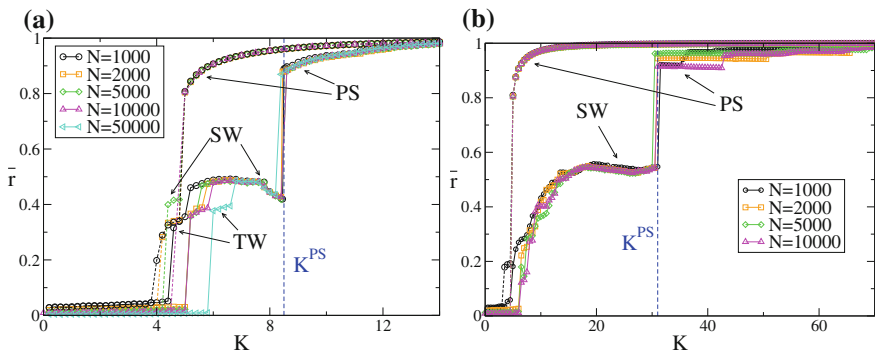 (a)
1
0.8
0.6
0.4
0.2
0
r̄
N=1000
N=2000
N=5000
N=10000
N=50000
PS
SW
TW
K^PS
0 4 8 12
K
(b)
1
0.8
0.6
0.4
0.2
0
r̄
PS
SW
K^PS
N=1000
N=2000
N=5000
N=10000
0 20 40 60
K